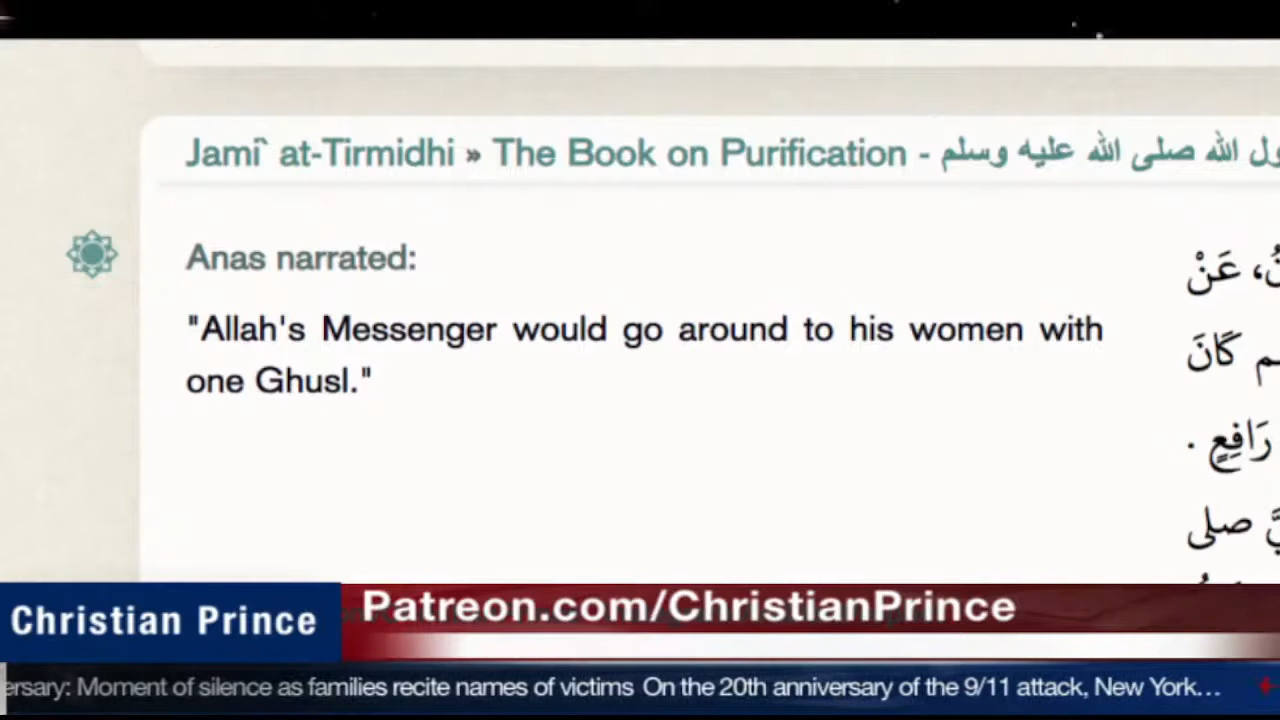 Jami` at-Tirmidhi » The Book on Purification - ول الله صلى الله عليه وسلم
Anas narrated:
"Allah's Messenger would go around to his women with
one Ghusl."
عَنْ
كَانَ
رَافِعٍ .
صلى
Christian Prince
Patreon.com/ChristianPrince
ersary: Moment of silence as families recite names of victims On the 20th anniversary of the 9/11 attack, New York...